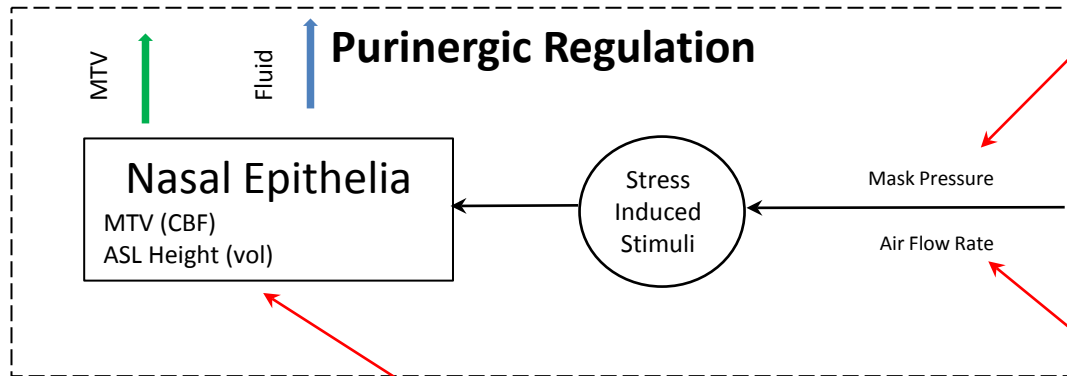 Purinergic Regulation
MTV
Fluid
Nasal Epithelia
MTV (CBF)
ASL Height (vol)
Stress
Induced
Stimuli
Mask Pressure
Air Flow Rate